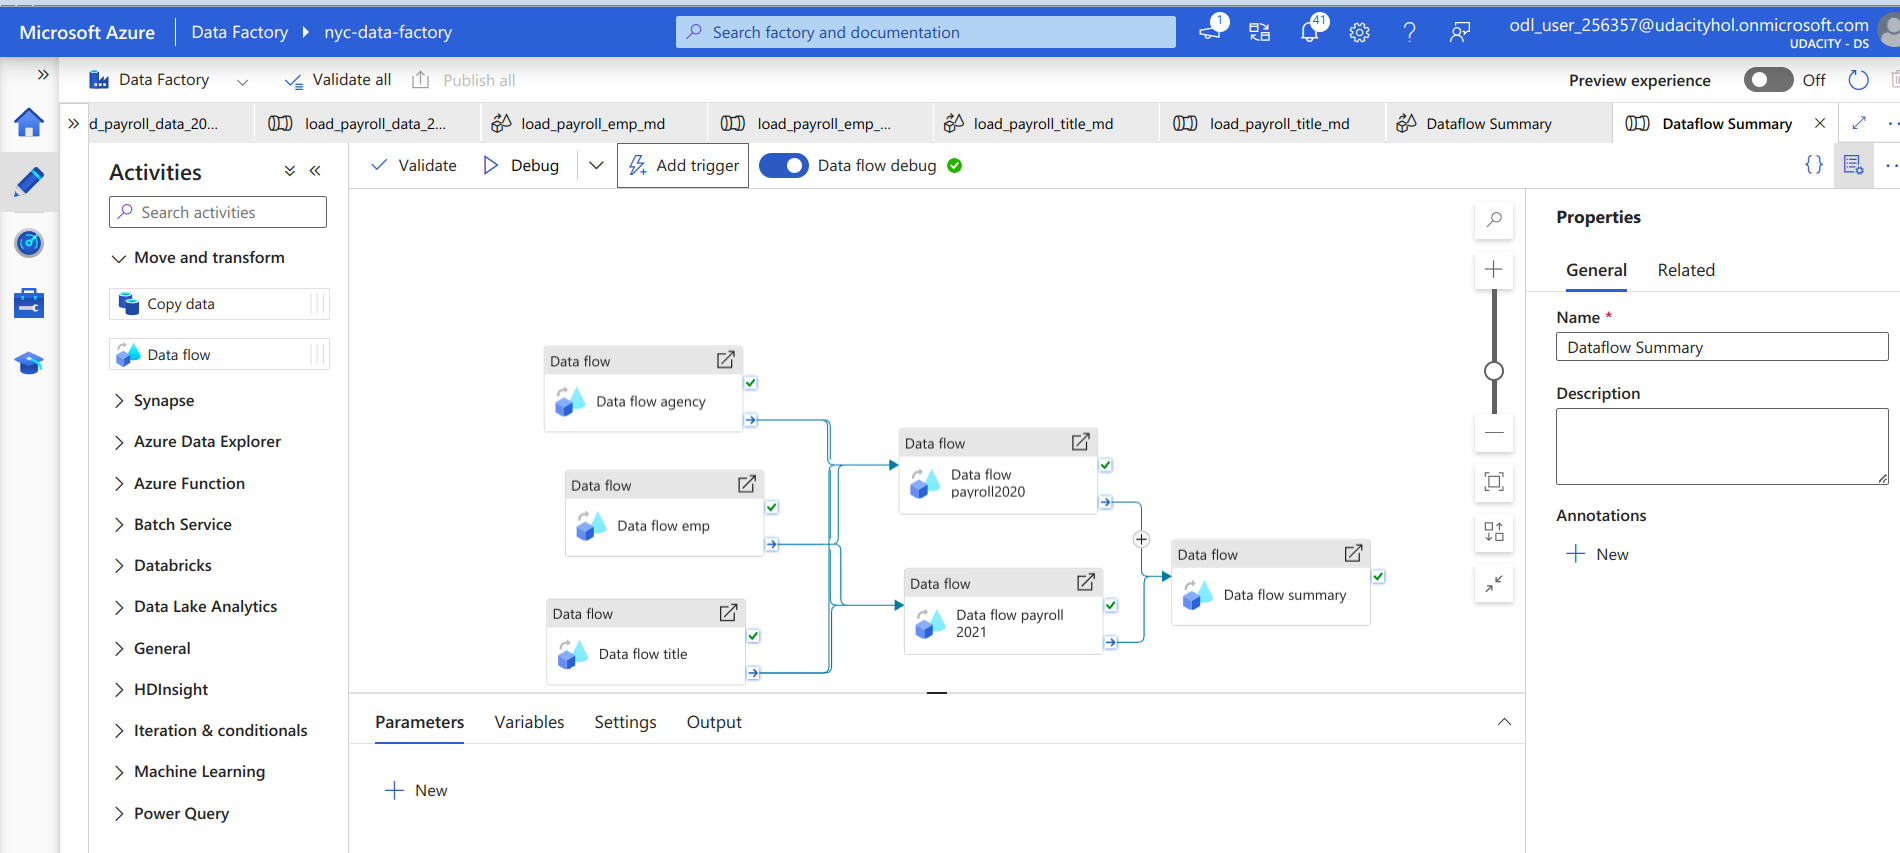 Microsoft Azure
Data Factory
nyc-data-factory
Search factory and documentation
1
41
odl_user_256357@udacityhol.onmicrosoft.com
UDACITY - DS
Data Factory
Validate all
Publish all
Preview experience
Off
d_payroll_data_20...
load_payroll_data_2...
load_payroll_emp_md
load_payroll_emp_...
load_payroll_title_md
load_payroll_title_md
Dataflow Summary
Dataflow Summary
Activities
Search activities
Move and transform
Copy data
Data flow
Synapse
Azure Data Explorer
Azure Function
Batch Service
Databricks
Data Lake Analytics
General
HDInsight
Iteration & conditionals
Machine Learning
Power Query
Validate
Debug
Add trigger
Data flow debug
Data flow
Data flow agency
Data flow
Data flow emp
Data flow
Data flow title
Data flow
Data flow
payroll2020
Data flow
Data flow payroll
2021
Data flow
Data flow summary
Parameters
Variables
Settings
Output
New
Properties
General
Related
Name *
Dataflow Summary
Description
Annotations
New